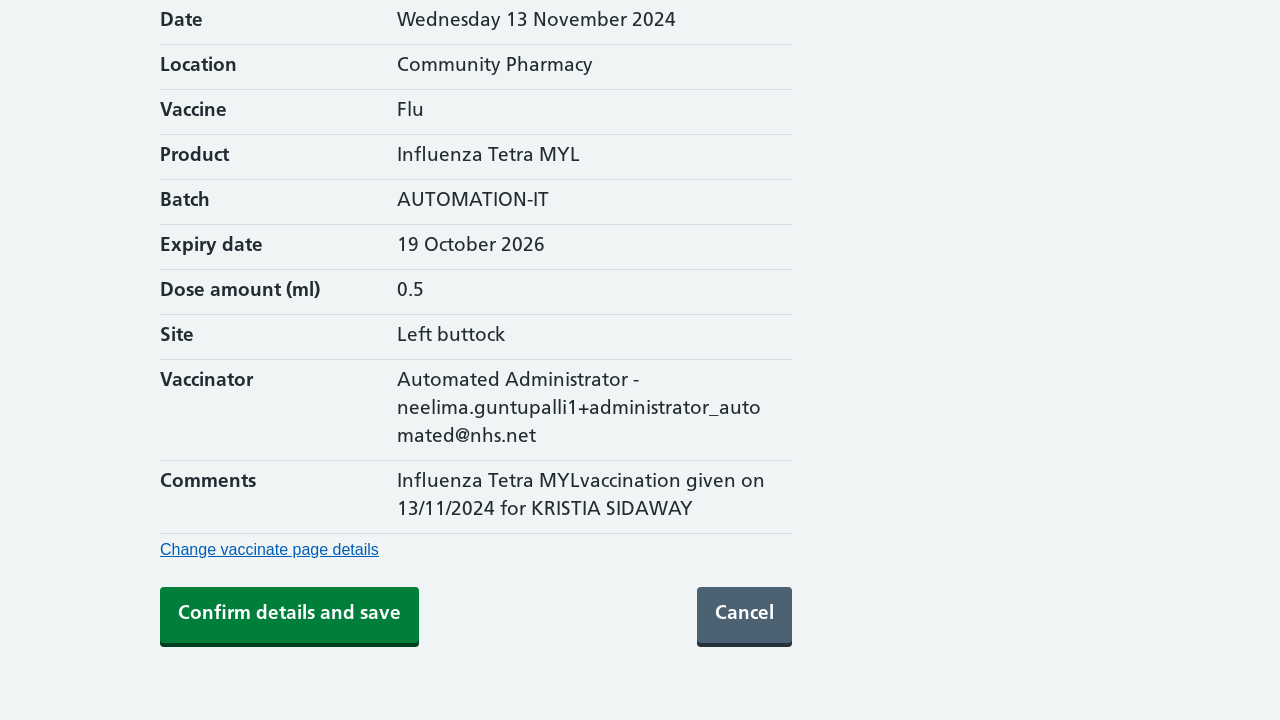 Date Wednesday 13 November 2024
Location Community Pharmacy
Vaccine Flu
Product Influenza Tetra MYL
Batch AUTOMATION-IT
Expiry date 19 October 2026
Dose amount (ml) 0.5
Site Left buttock
Vaccinator Automated Administrator -
neelima.guntupalli1+administrator_auto
mated@nhs.net
Comments Influenza Tetra MYLvaccination given on
13/11/2024 for KRISTIA SIDAWAY
Change vaccinate page details
Confirm details and save Cancel